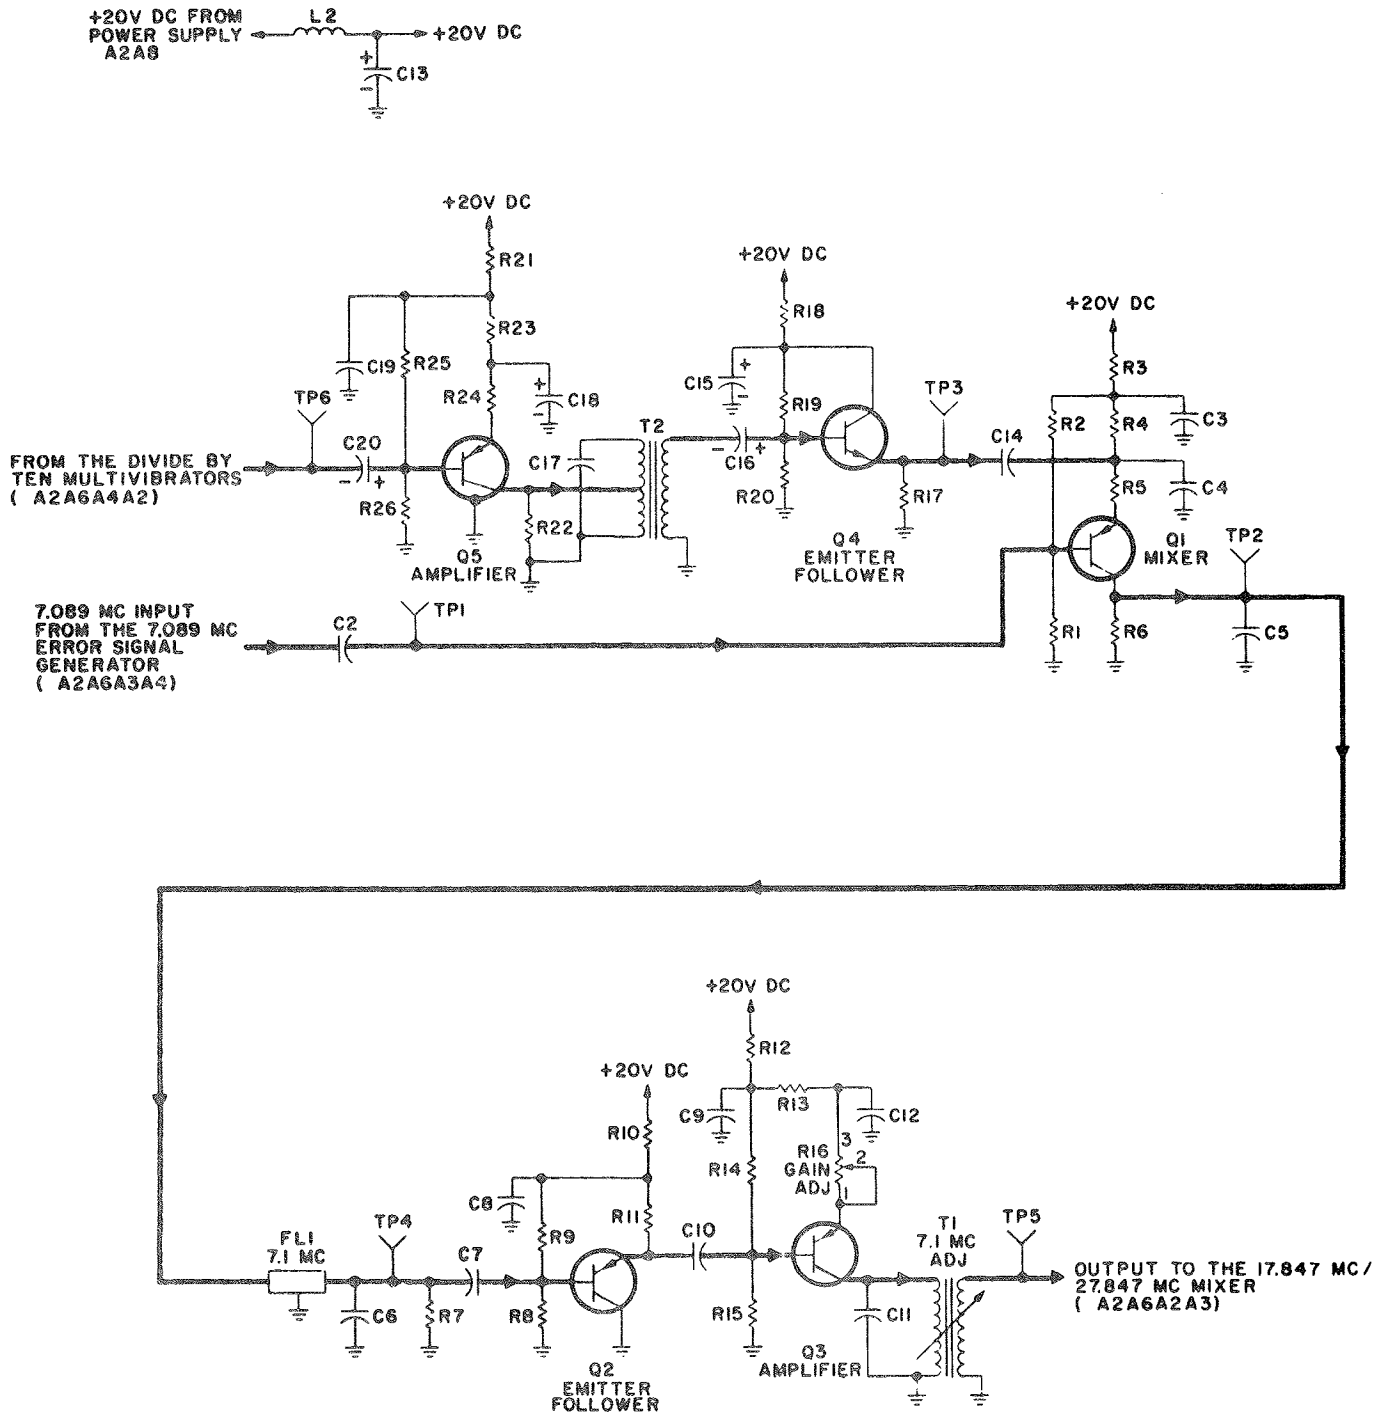 +20V DC FROM
POWER SUPPLY
A2A8
L2
+20V DC
+
C13
-
+20V DC
R21
R23
C19
R25
R24
+
C18
-
TP6
C20
- +
FROM THE DIVIDE BY
TEN MULTIVIBRATORS
( A2A6A4A2)
R26
Q5
AMPLIFIER
R22
C17
T2
+20V DC
R18
C15
+
-
R19
- C16 +
R20
Q4
EMITTER
FOLLOWER
R17
TP3
C14
+20V DC
R3
R2
R4
C3
R5
C4
Q1
MIXER
TP2
R1
R6
C5
7.089 MC INPUT
FROM THE 7.089 MC
ERROR SIGNAL
GENERATOR
( A2A6A3A4)
C2
TP1
+20V DC
R12
+20V DC
C9
R13
C12
R10
R14
3
R16
GAIN
ADJ
2
1
C8
R9
R11
C10
FL1
7.1 MC
TP4
C7
C6
R7
R8
R15
Q2
EMITTER
FOLLOWER
Q3
AMPLIFIER
C11
T1
7.1 MC
ADJ
TP5
OUTPUT TO THE 17.847 MC/
27.847 MC MIXER
( A2A6A2A3)